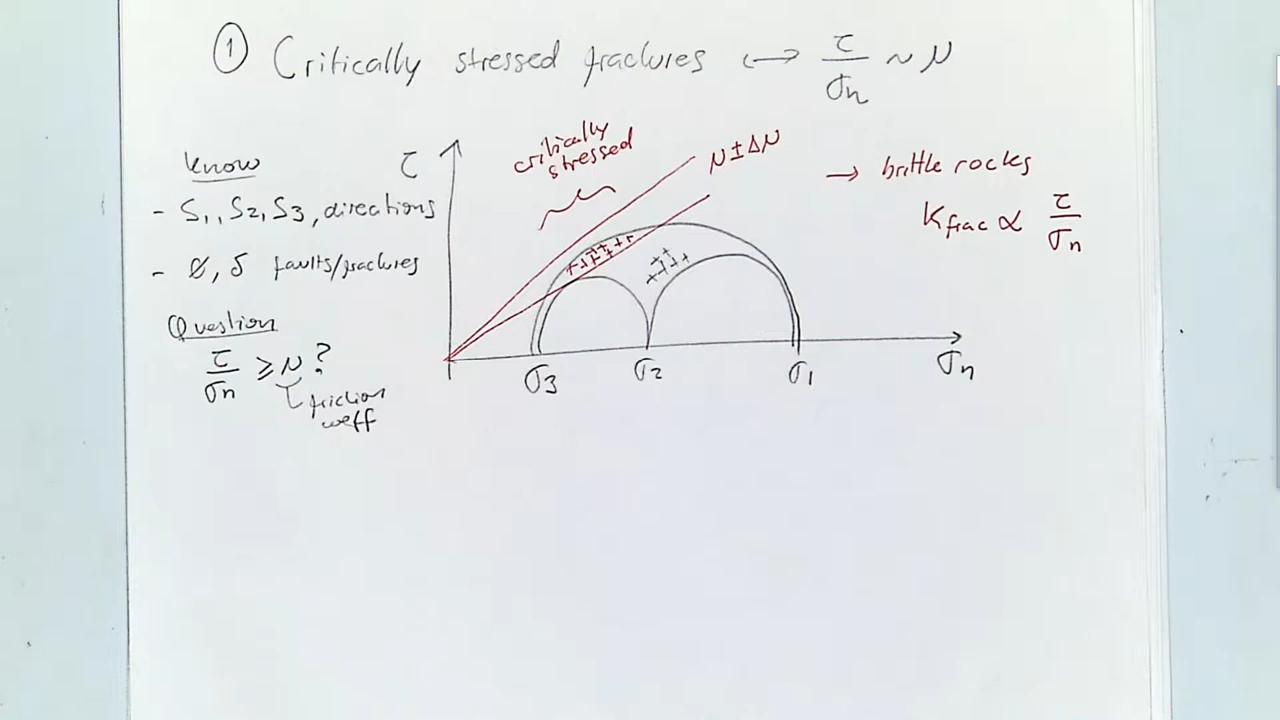 ① Critically stressed fractures ↔ τ/σn ~ μ
know
- S1, S2, S3, directions
- ø, δ faults/fractures
Question
τ/σn ≥ μ?
friction
coeff
τ
critically
stressed
μ ± Δμ
σ3
σ2
σ1
σn
→ brittle rocks
Kfrac ∝ τ/σn